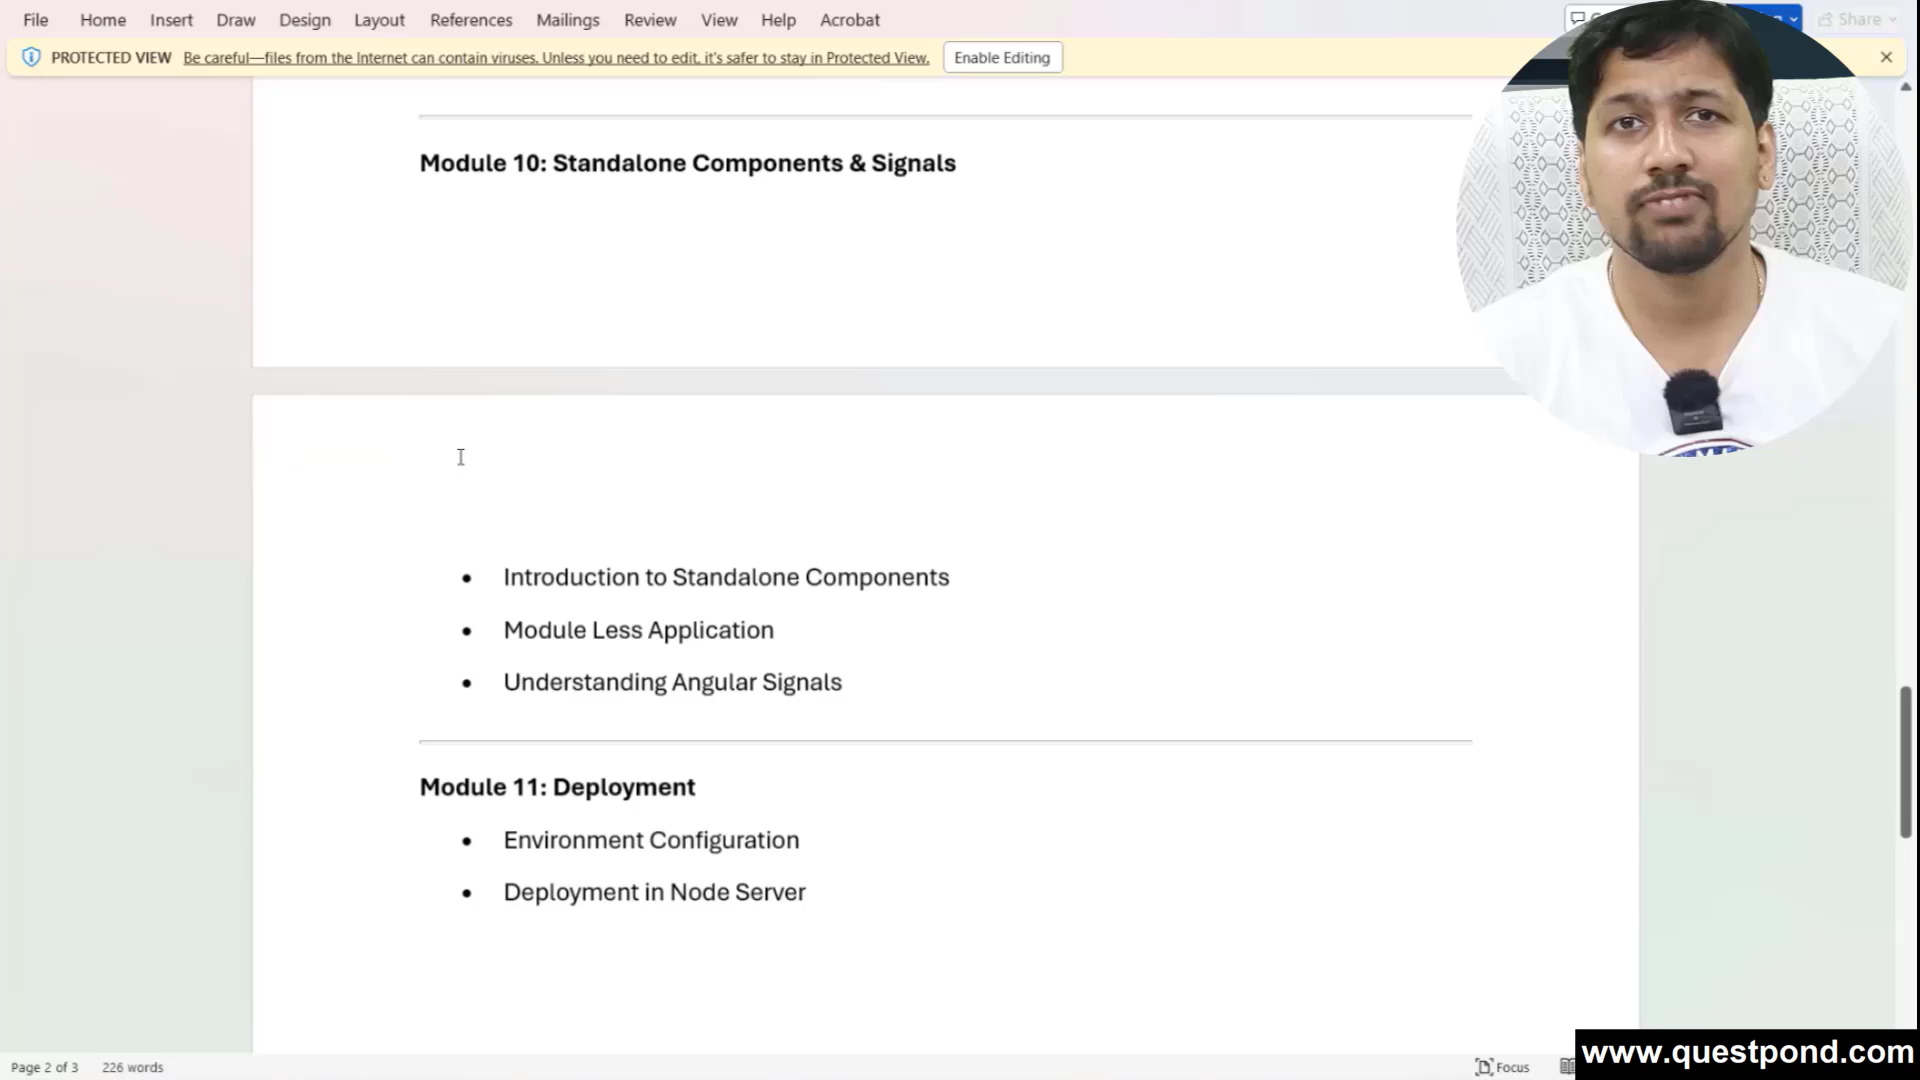 File Home Insert Draw Design Layout References Mailings Review View Help Acrobat Share
PROTECTED VIEW Be careful—files from the Internet can contain viruses. Unless you need to edit, it's safer to stay in Protected View. Enable Editing
Module 10: Standalone Components & Signals
• Introduction to Standalone Components
• Module Less Application
• Understanding Angular Signals
Module 11: Deployment
• Environment Configuration
• Deployment in Node Server
Page 2 of 3 226 words Focus
www.questpond.com